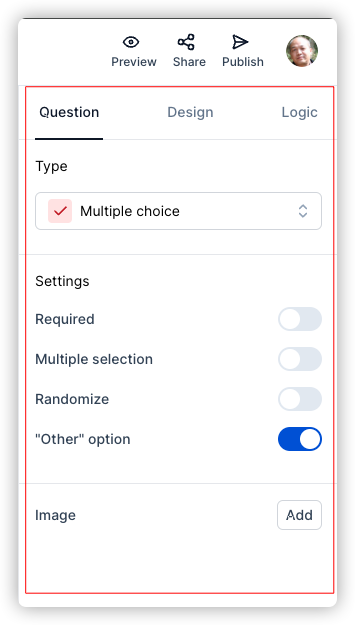 Preview Share Publish
Question Design Logic
Type
Multiple choice
Settings
Required
Multiple selection
Randomize
"Other" option
Image Add